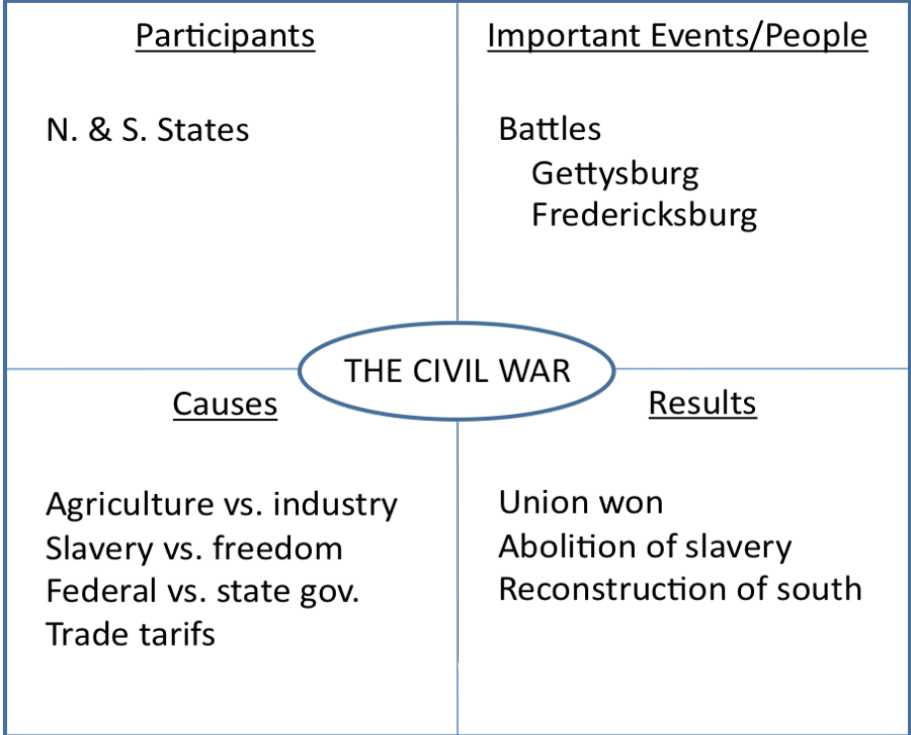 Participants
N. & S. States
Important Events/People
Battles
Gettysburg
Fredericksburg
THE CIVIL WAR
Causes
Agriculture vs. industry
Slavery vs. freedom
Federal vs. state gov.
Trade tarifs
Results
Union won
Abolition of slavery
Reconstruction of south